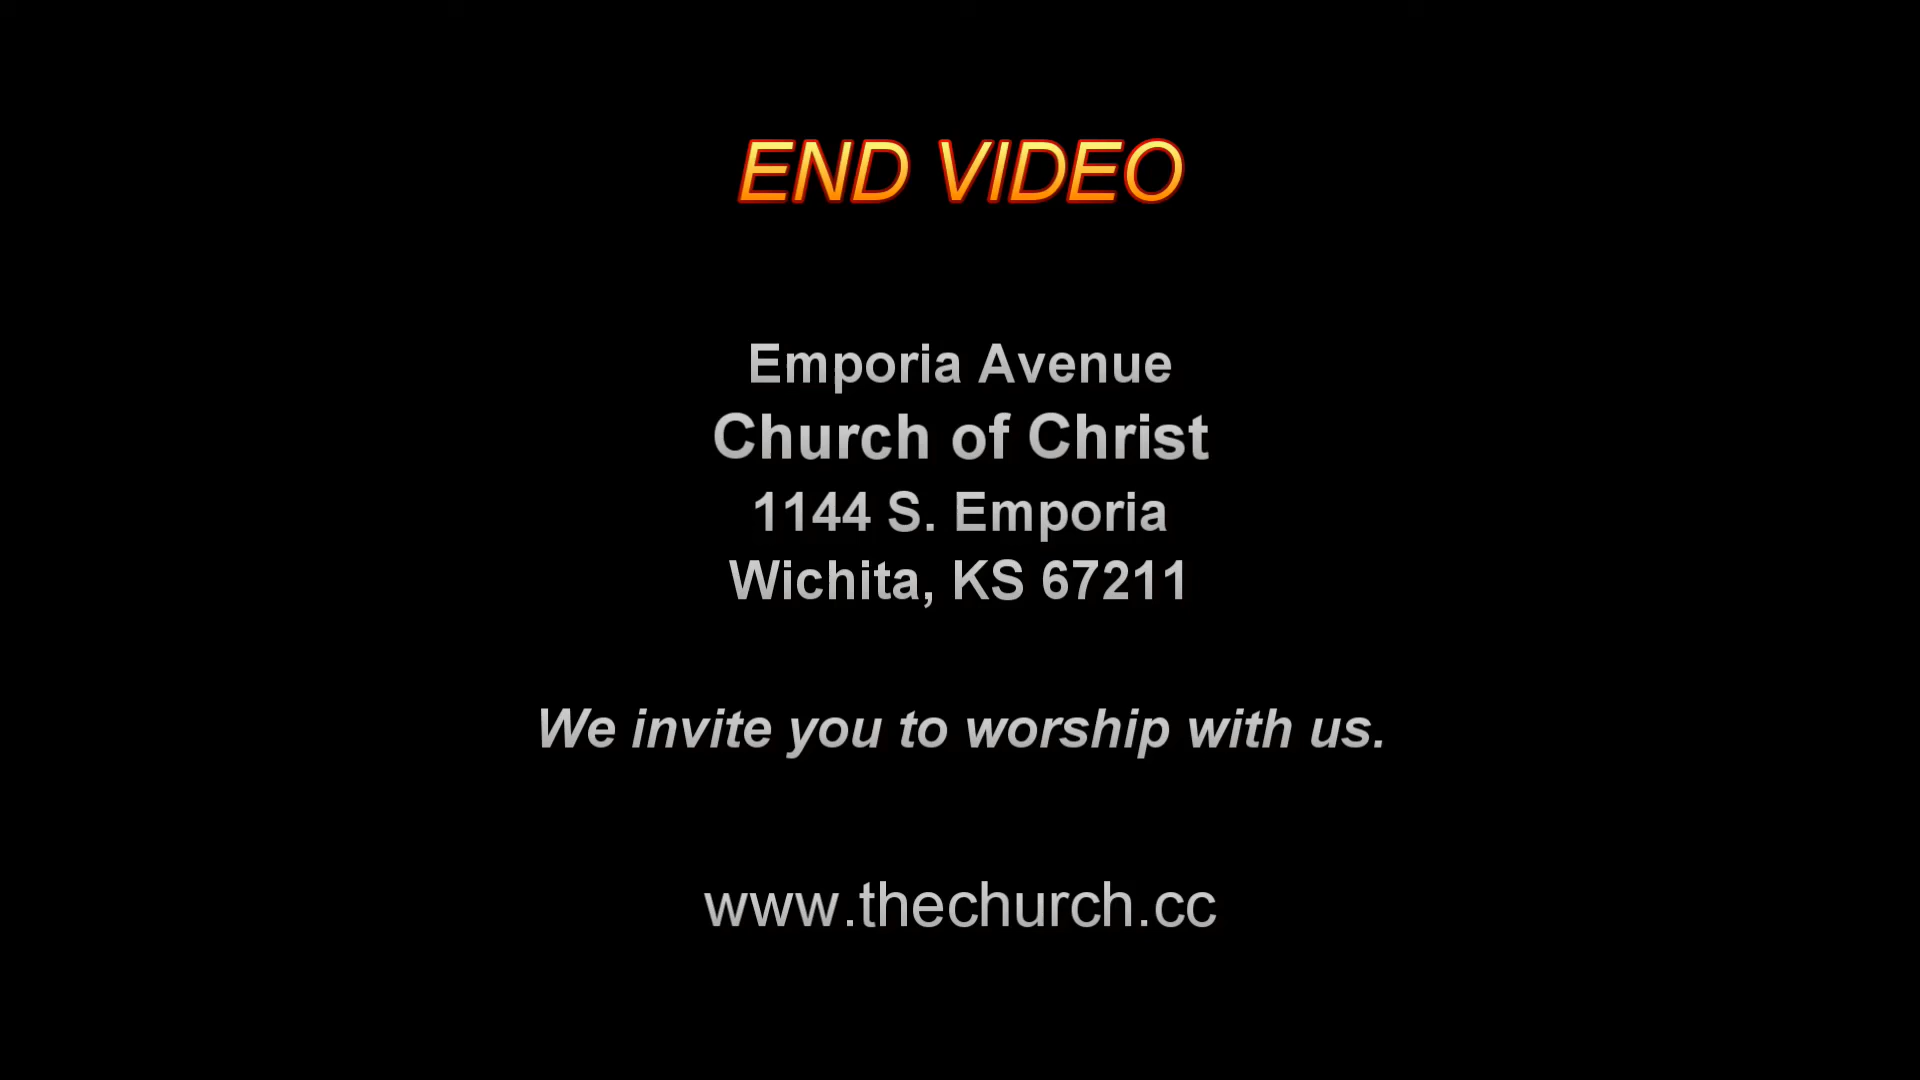 END VIDEO
Emporia Avenue
Church of Christ
1144 S. Emporia
Wichita, KS 67211
We invite you to worship with us.
www.thechurch.cc